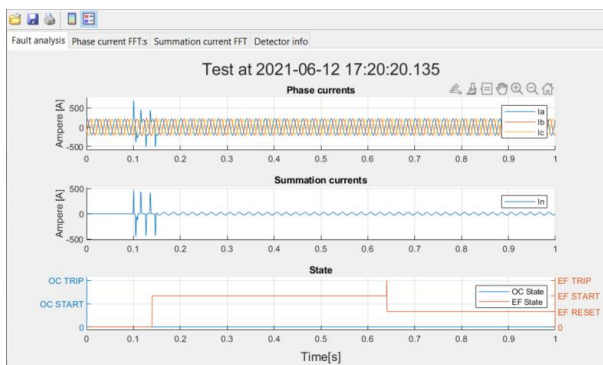 Fault analysis Phase current FFT:s Summation current FFT Detector info
Test at 2021-06-12 17:20:20.135
Phase currents
Ampere [A]
500
0
-500
Ia
Ib
Ic
0 0.1 0.2 0.3 0.4 0.5 0.6 0.7 0.8 0.9 1
Summation currents
Ampere [A]
500
0
-500
In
0 0.1 0.2 0.3 0.4 0.5 0.6 0.7 0.8 0.9 1
State
OC TRIP
OC START
0
OC State
EF State
EF TRIP
EF START
EF RESET
0
0 0.1 0.2 0.3 0.4 0.5 0.6 0.7 0.8 0.9 1
Time[s]